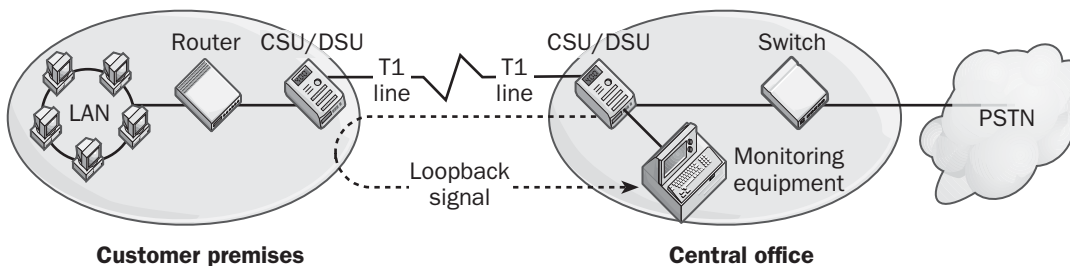 Router
CSU/DSU
T1
line
T1
line
CSU/DSU
Switch
LAN
PSTN
Loopback
signal
Monitoring
equipment
Customer premises
Central office